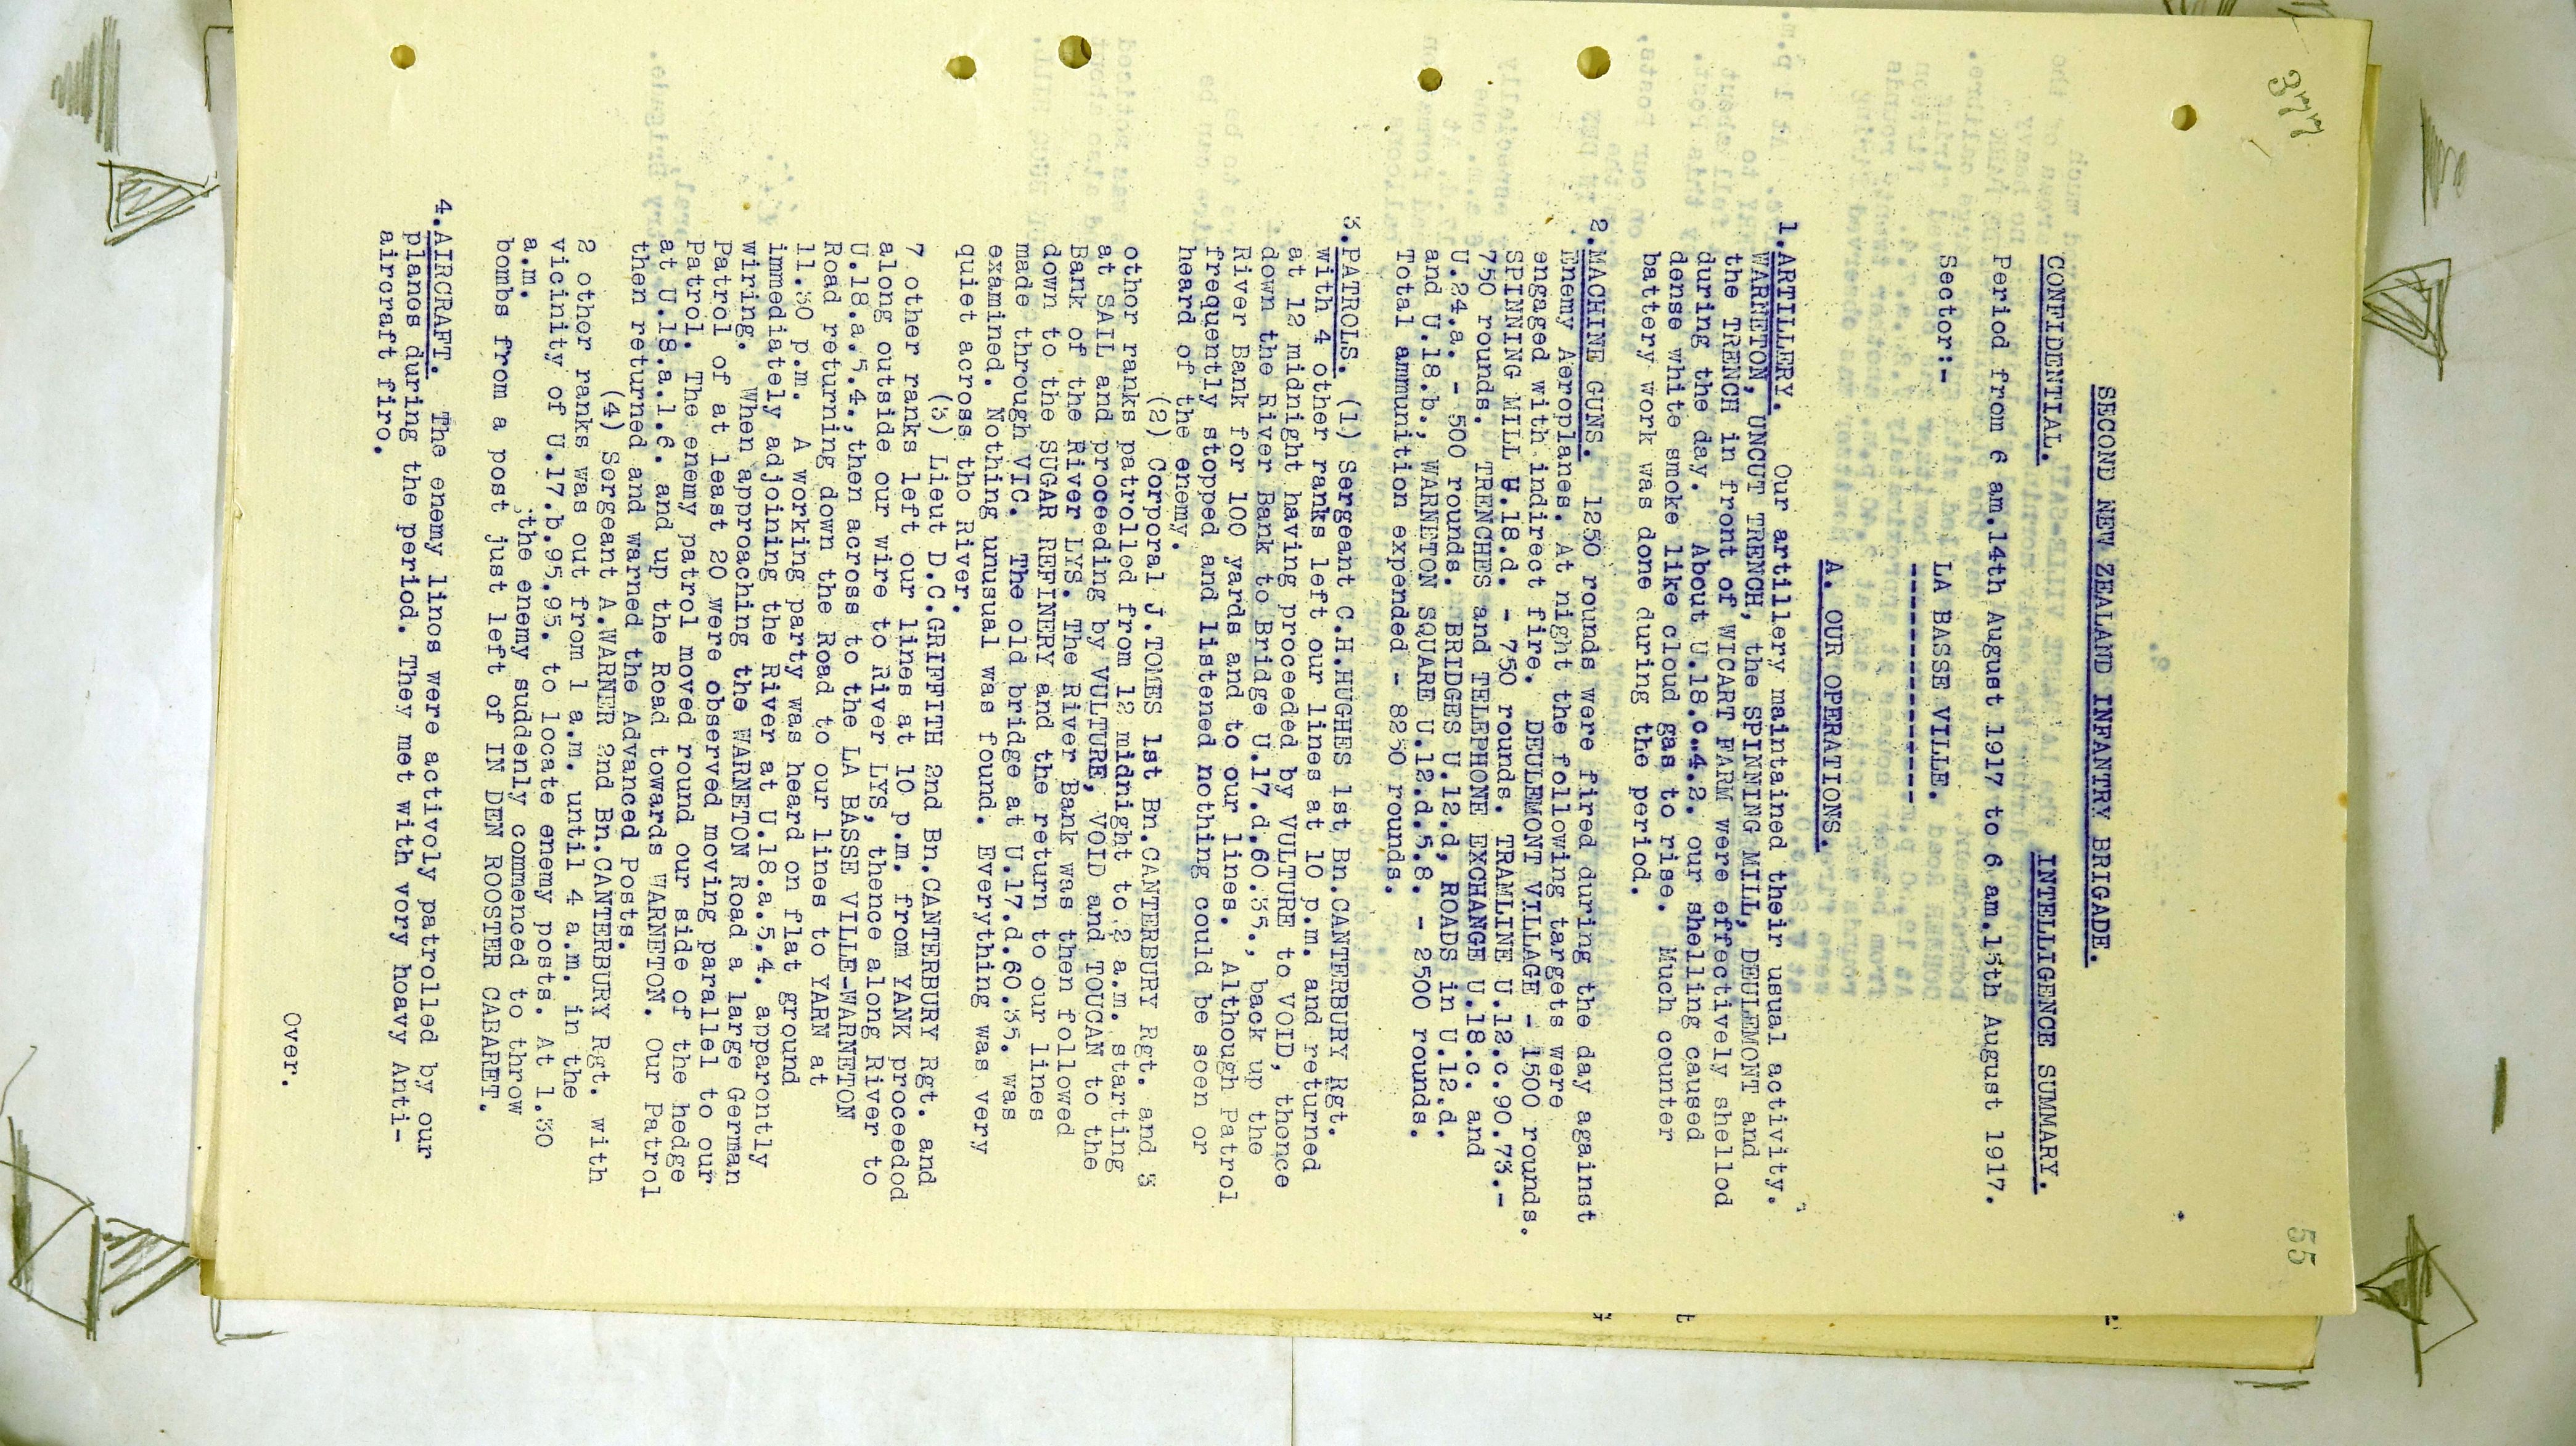 377
55
SECOND NEW ZEALAND INFANTRY BRIGADE.
CONFIDENTIAL. INTELLIGENCE SUMMARY.
Period from 6 am.14th August 1917 to 6 am.15th August 1917.
Sector:- LA BASSE VILLE.
-------------
A. OUR OPERATIONS.
1.ARTILLERY. Our artillery maintained their usual activity.
WARNETON, UNCUT TRENCH, the SPINNING MILL, DEULEMONT and
the TRENCH in front of WICART FARM were effectively shellod
during the day. About U.18.c.4.2. our shelling caused
dense white smoke like cloud gas to rise. Much counter
battery work was done during the period.
2.MACHINE GUNS. 1250 rounds were fired during the day against
Enemy Aeroplanes. At night the following targets were
engaged with indirect fire. DEULEMONT VILLAGE - 1500 rounds.
SPINNING MILL U.18.d. - 750 rounds. TRAMLINE U.12.c.90.73.-
750 rounds. TRENCHES and TELEPHONE EXCHANGE U.18.c. and
U.24.a. - 500 rounds. BRIDGES U.12.d, ROADS in U.12.d.
and U.18.b., WARNETON SQUARE U.12.d.5.8. - 2500 rounds.
Total ammunition expended - 8250 rounds.
3.PATROLS. (1) Sergeant C.H.HUGHES 1st Bn.CANTERBURY Rgt.
with 4 other ranks left our lines at 10 p.m. and returned
at 12 midnight having proceeded by VULTURE to VOID, thonce
down the River Bank to Bridge U.17.d.60.35., back up the
River Bank for 100 yards and to our lines. Although Patrol
frequently stopped and listened nothing could be seen or
heard of the enemy.
(2) Corporal J.TOMES 1st Bn.CANTERBURY Rgt. and 3
othor ranks patrolled from 12 midnight to 2 a.m. starting
at SAIL and proceeding by VULTURE, VOID and TOUCAN to the
Bank of the River LYS. The River Bank was then followed
down to the SUGAR REFINERY and the return to our lines
made through VIC. The old bridge at U.17.d.60.35. was
examined. Nothing unusual was found. Everything was very
quiet across tho River.
(3) Lieut D.C.GRIFFITH 2nd Bn.CANTERBURY Rgt. and
7 other ranks left our lines at 10 p.m. from YANK proceedod
along outside our wire to River LYS, thence along River to
U.18.a.5.4.,then across to the LA BASSE VILLE-WARNETON
Road returning down the Road to our lines to YARN at
11.30 p.m. A working party was heard on flat ground
immediately adjoining the River at U.18.a.5.4. apparontly
wiring. When approaching the WARNETON Road a large German
Patrol of at least 20 were observed moving parallel to our
Patrol. The enemy patrol moved round our side of the hedge
at U.18.a.1.6. and up the Road towards WARNETON. Our Patrol
then returned and warned the Advanced Posts.
(4) Sergeant A.WARNER 2nd Bn.CANTERBURY Rgt. with
2 other ranks was out from 1 a.m. until 4 a.m. in the
vicinity of U.17.b.95.95. to locate enemy posts. At 1.30
a.m. the enemy suddenly commenced to throw
bombs from a post just left of IN DEN ROOSTER CABARET.
4.AIRCRAFT. The enemy linos were activoly patrolled by our
planos during the period. They met with vory hoavy Anti-
aircraft firo.
Over.